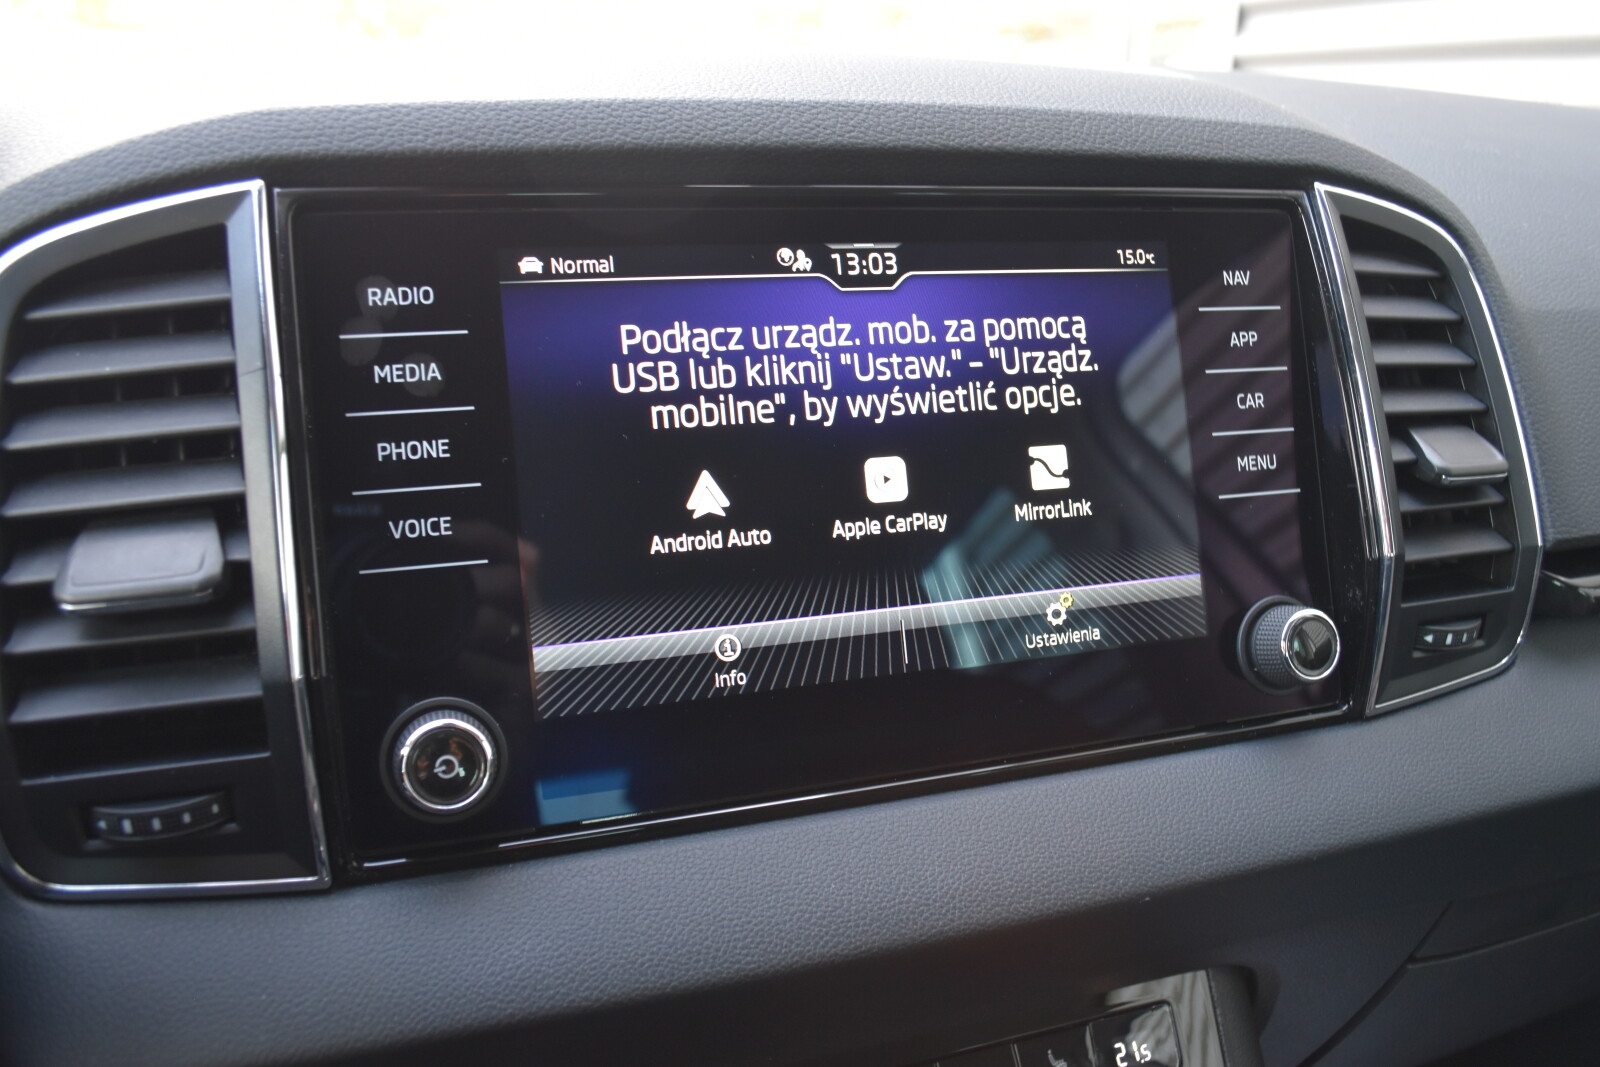 Normal 13:03 15.0°C
RADIO
MEDIA
PHONE
VOICE
Podłącz urządz. mob. za pomocą
USB lub kliknij "Ustaw." - "Urządz.
mobilne", by wyświetlić opcje.
Android Auto Apple CarPlay MirrorLink
Info Ustawienia
NAV
APP
CAR
MENU
21.5